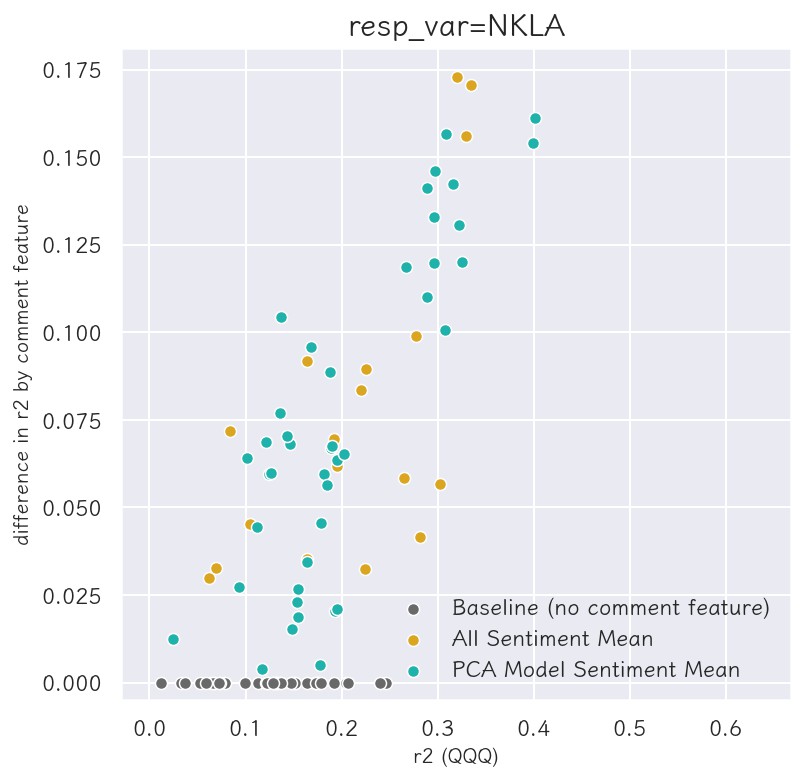 resp_var=NKLA
difference in r2 by comment feature
0.175
0.150
0.125
0.100
0.075
0.050
0.025
0.000
Baseline (no comment feature)
All Sentiment Mean
PCA Model Sentiment Mean
0.0 0.1 0.2 0.3 0.4 0.5 0.6
r2 (QQQ)